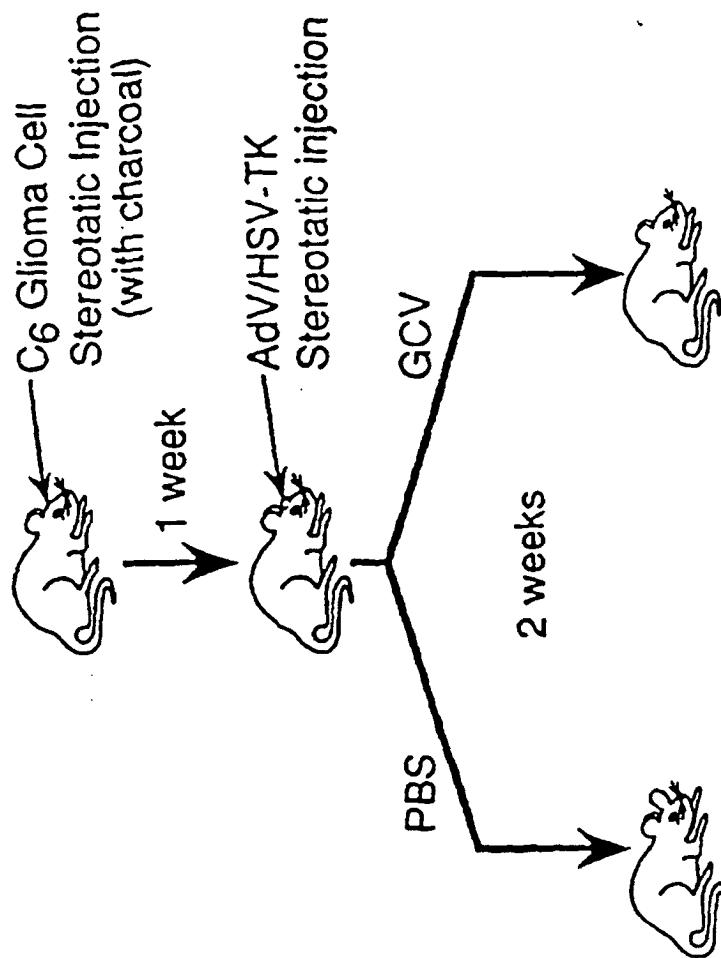 C6 Glioma Cell
Stereotatic Injection
(with charcoal)
1 week
AdV/HSV-TK
Stereotatic injection
PBS
GCV
2 weeks